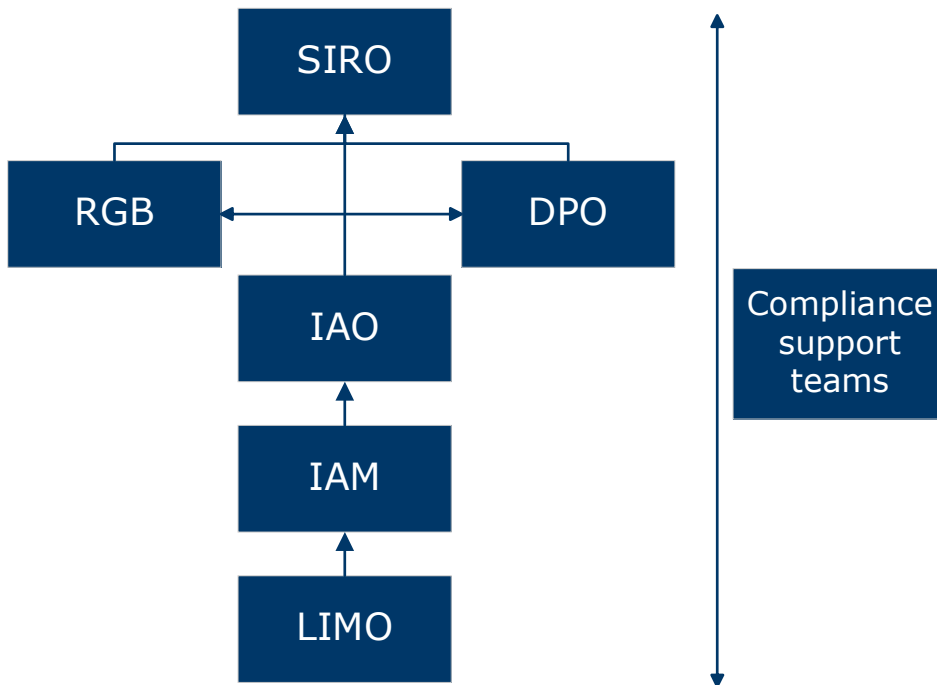 SIRO
RGB
DPO
IAO
Compliance
support
teams
IAM
LIMO